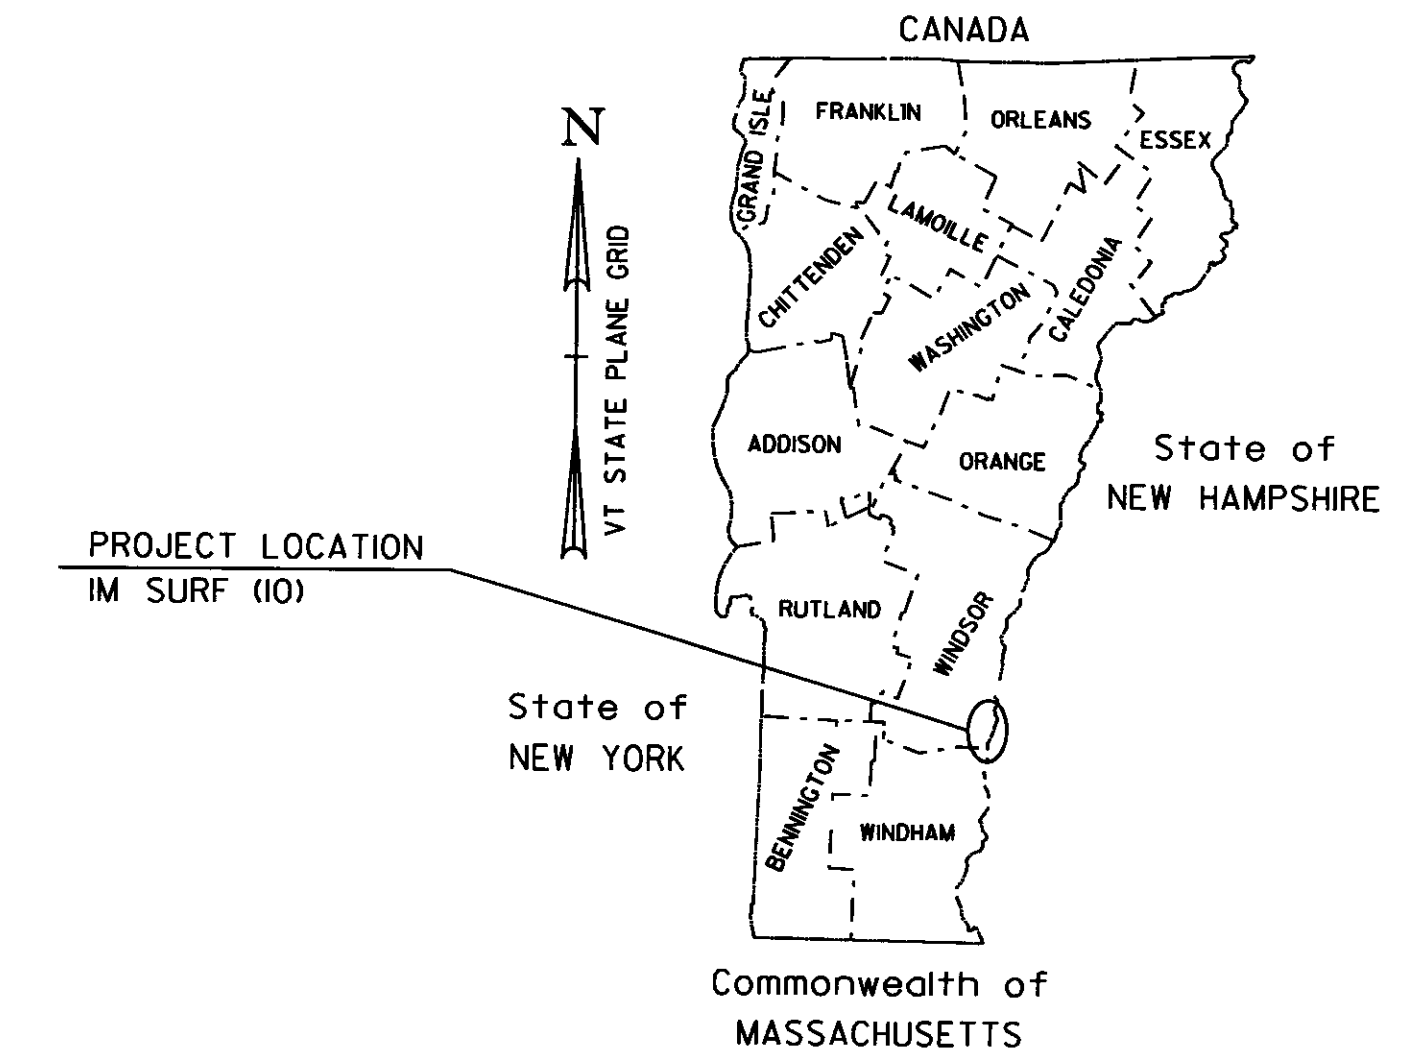 CANADA
N
VT STATE PLANE GRID
GRAND ISLE
FRANKLIN
ORLEANS
ESSEX
LAMOILLE
CHITTENDEN
CALEDONIA
WASHINGTON
ADDISON
ORANGE
State of
NEW HAMPSHIRE
PROJECT LOCATION
IM SURF (10)
RUTLAND
WINDSOR
State of
NEW YORK
BENNINGTON
WINDHAM
Commonwealth of
MASSACHUSETTS